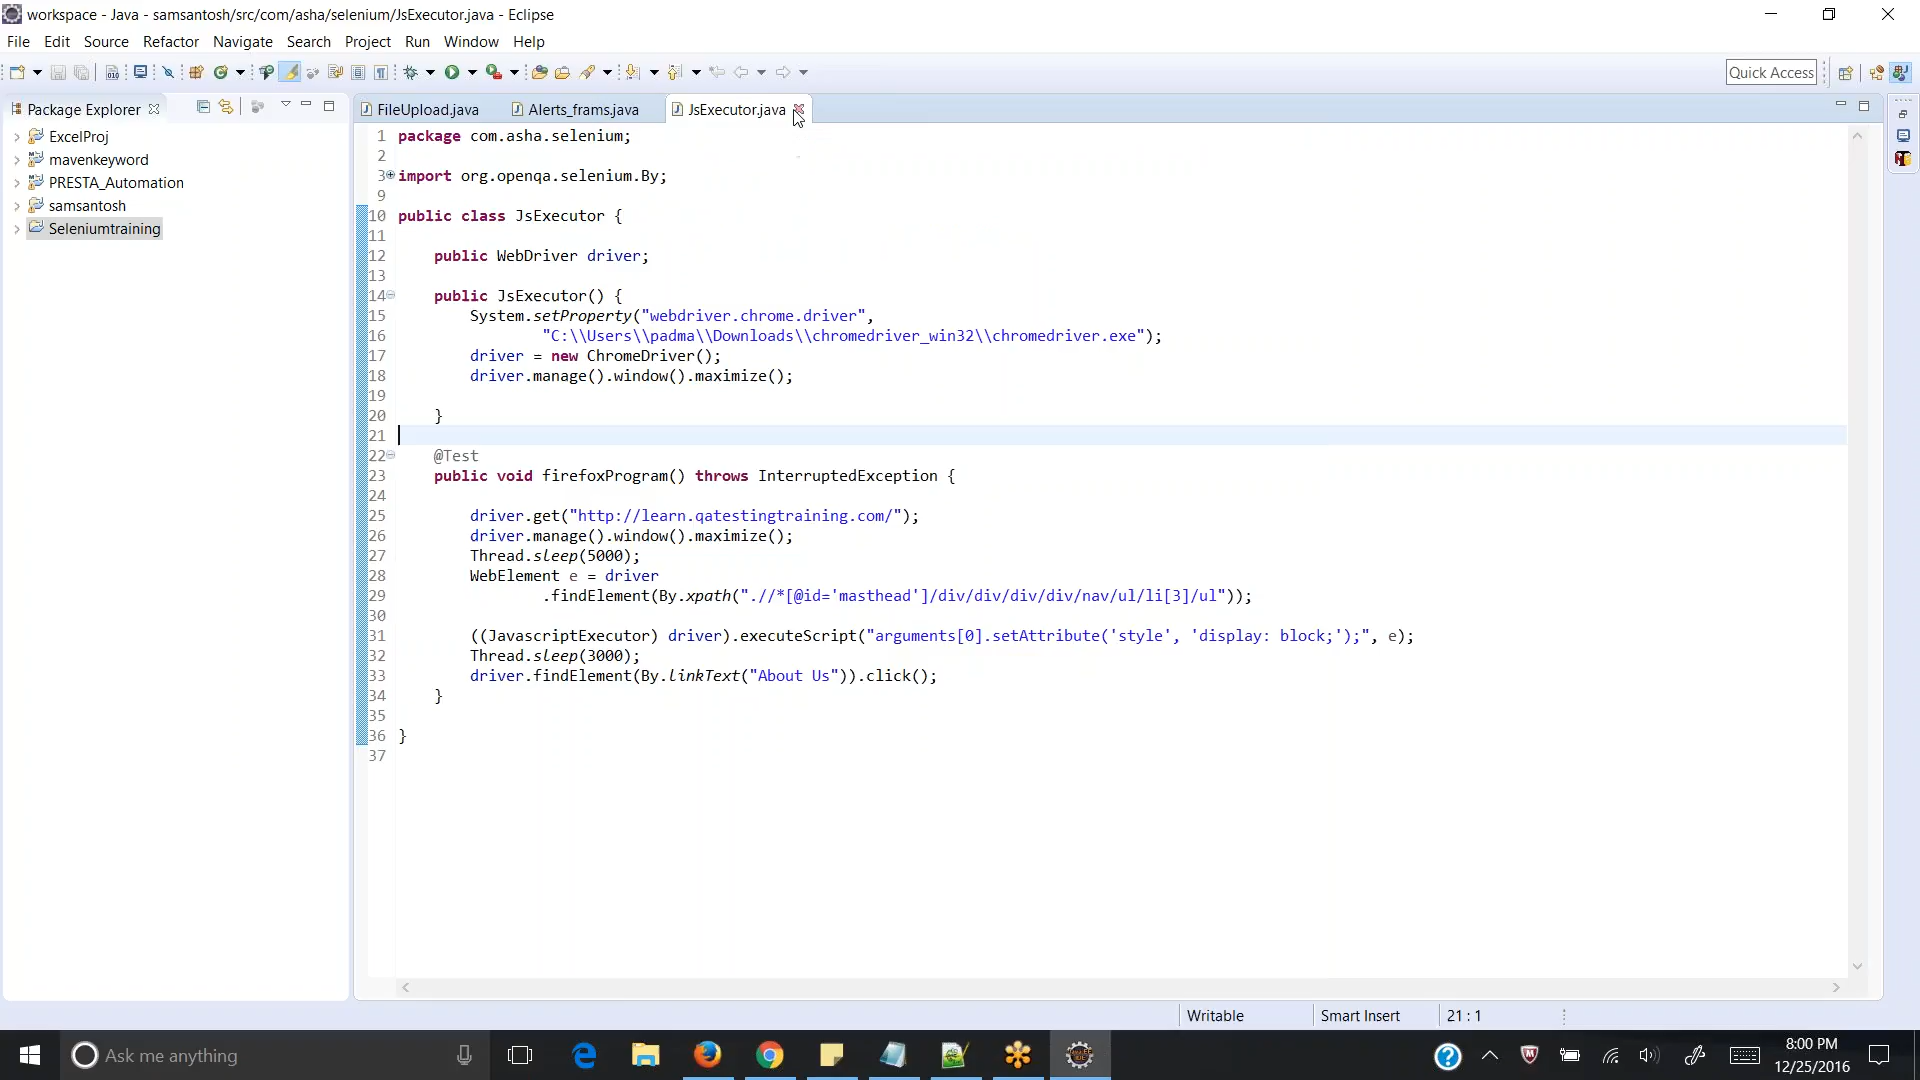 workspace - Java - samsantosh/src/com/asha/selenium/JsExecutor.java - Eclipse
File Edit Source Refactor Navigate Search Project Run Window Help
Quick Access
Package Explorer
FileUpload.java Alerts_frams.java JsExecutor.java
ExcelProj
mavenkeyword
PRESTA_Automation
samsantosh
Seleniumtraining
1 package com.asha.selenium;
2
3 import org.openqa.selenium.By;
9
10 public class JsExecutor {
11
12 public WebDriver driver;
13
14 public JsExecutor() {
15 System.setProperty("webdriver.chrome.driver",
16 "C:\\Users\\padma\\Downloads\\chromedriver_win32\\chromedriver.exe");
17 driver = new ChromeDriver();
18 driver.manage().window().maximize();
19
20 }
21
22 @Test
23 public void firefoxProgram() throws InterruptedException {
24
25 driver.get("http://learn.qatestingtraining.com/");
26 driver.manage().window().maximize();
27 Thread.sleep(5000);
28 WebElement e = driver
29 .findElement(By.xpath(".//*[@id='masthead']/div/div/div/div/nav/ul/li[3]/ul"));
30
31 ((JavascriptExecutor) driver).executeScript("arguments[0].setAttribute('style', 'display: block;');", e);
32 Thread.sleep(3000);
33 driver.findElement(By.linkText("About Us")).click();
34 }
35
36 }
37
Writable Smart Insert 21 : 1
Ask me anything
8:00 PM
12/25/2016